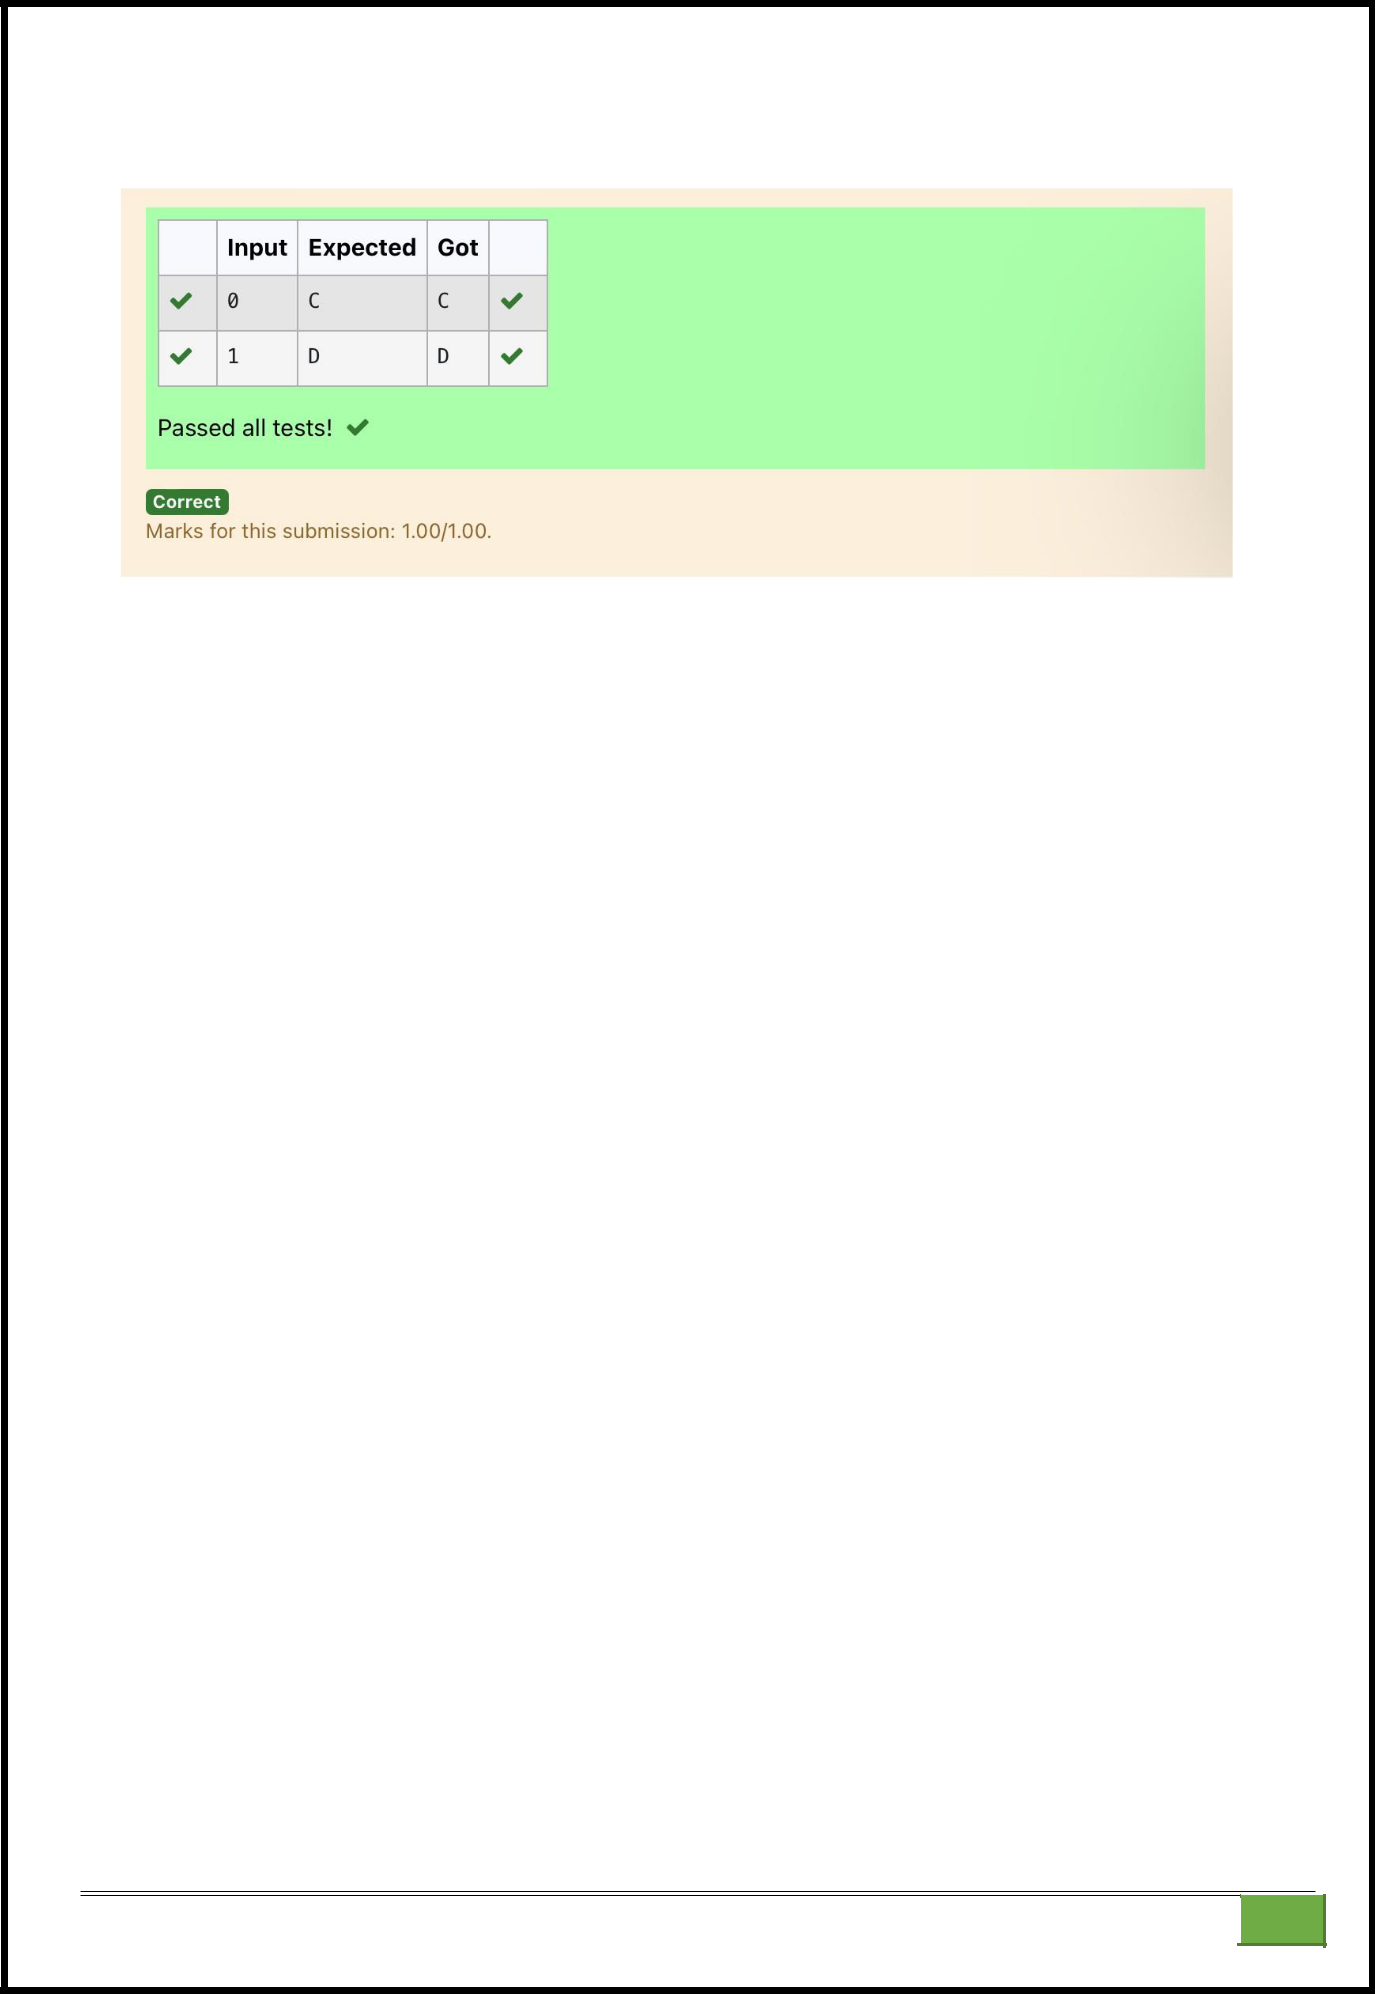 Input Expected Got
0 C C
1 D D
Passed all tests!
Correct
Marks for this submission: 1.00/1.00.